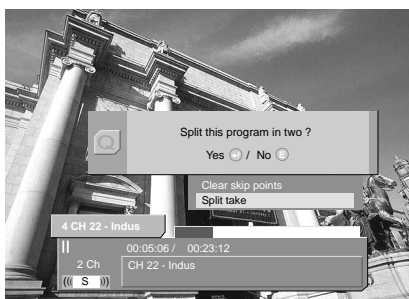 Split this program in two ?
Yes / No E
Clear skip points
Split take
4 CH 22 - Indus
00:05:06 / 00:23:12
2 Ch
CH 22 - Indus
((( S )))